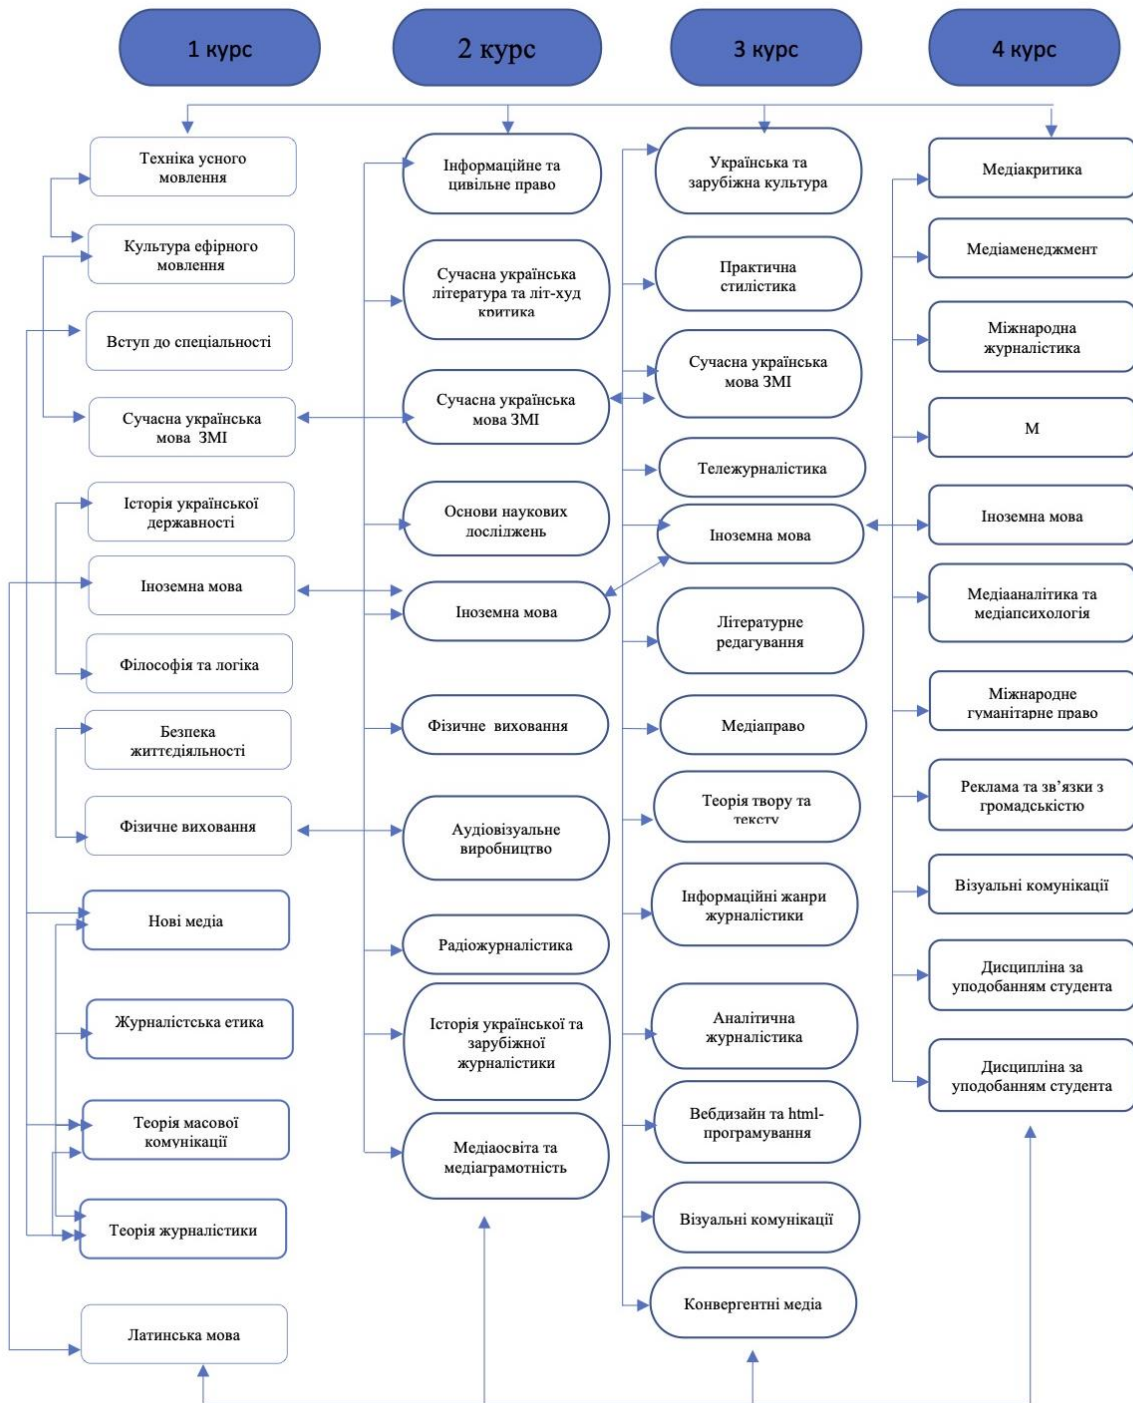 1 курс
2 курс
3 курс
4 курс
Техніка усного
мовлення
Культура ефірного
мовлення
Вступ до спеціальності
Сучасна українська
мова ЗМІ
Історія української
державності
Іноземна мова
Філософія та логіка
Безпека
життєдіяльності
Фізичне виховання
Нові медіа
Журналістська етика
Теорія масової
комунікації
Теорія журналістики
Латинська мова
Інформаційне та
цивільне право
Сучасна українська
література та літ-худ
критика
Сучасна українська
мова ЗМІ
Основи наукових
досліджень
Іноземна мова
Фізичне виховання
Аудіовізуальне
виробництво
Радіожурналістика
Історія української та
зарубіжної
журналістики
Медіаосвіта та
медіаграмотність
Українська та
зарубіжна культура
Практична
стилістика
Сучасна українська
мова ЗМІ
Тележурналістика
Іноземна мова
Літературне
редагування
Медіаправо
Теорія твору та
тексту
Інформаційні жанри
журналістики
Аналітична
журналістика
Вебдизайн та html-
програмування
Візуальні комунікації
Конвергентні медіа
Медіакритика
Медіаменеджмент
Міжнародна
журналістика
М
Іноземна мова
Медіааналітика та
медіапсихологія
Міжнародне
гуманітарне право
Реклама та зв’язки з
громадськістю
Візуальні комунікації
Дисципліна за
уподобанням студента
Дисципліна за
уподобанням студента